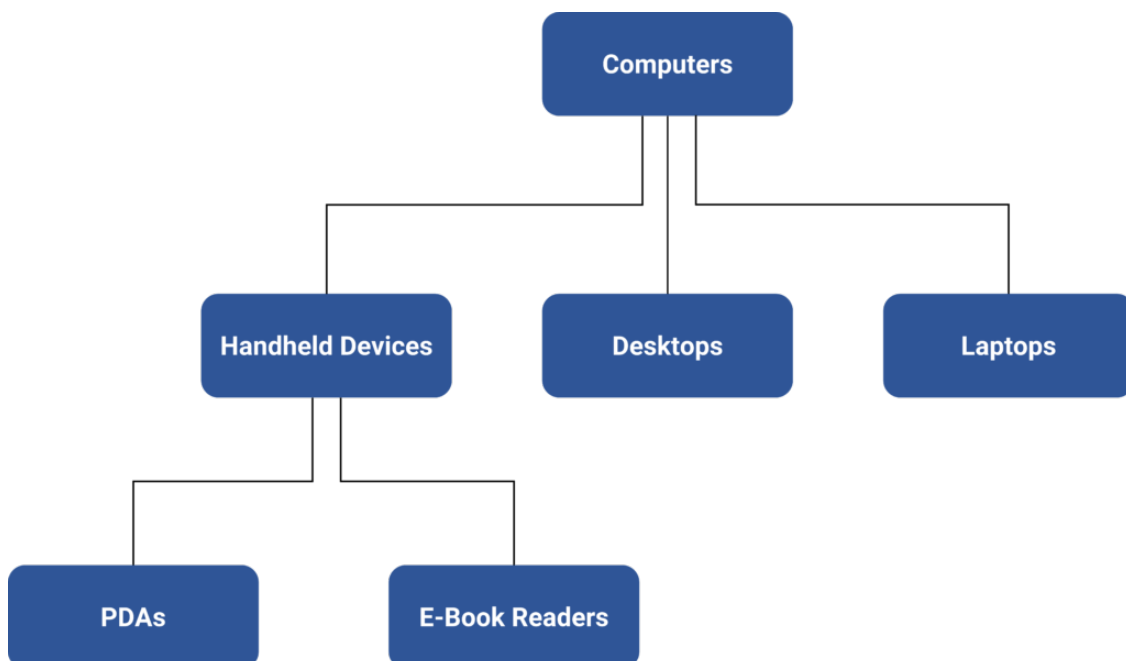 Computers
Handheld Devices
Desktops
Laptops
PDAs
E-Book Readers